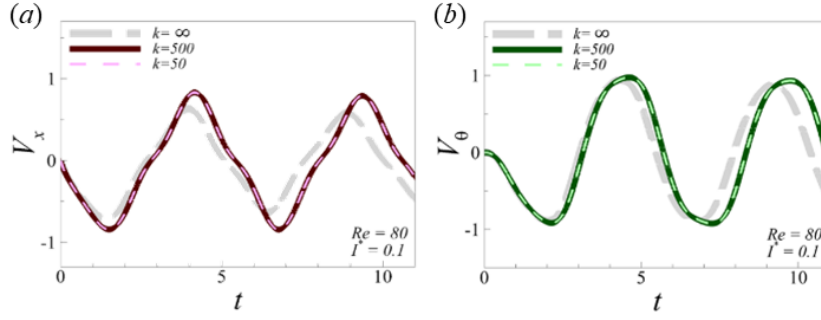 (a)
k= ∞
k=500
k=50
1
0
-1
V_x
0
5
10
t
Re = 80
I* = 0.1
(b)
k= ∞
k=500
k=50
1
0
-1
V_θ
0
5
10
t
Re = 80
I* = 0.1